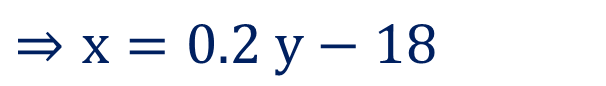 ⇒ x = 0.2 y − 18